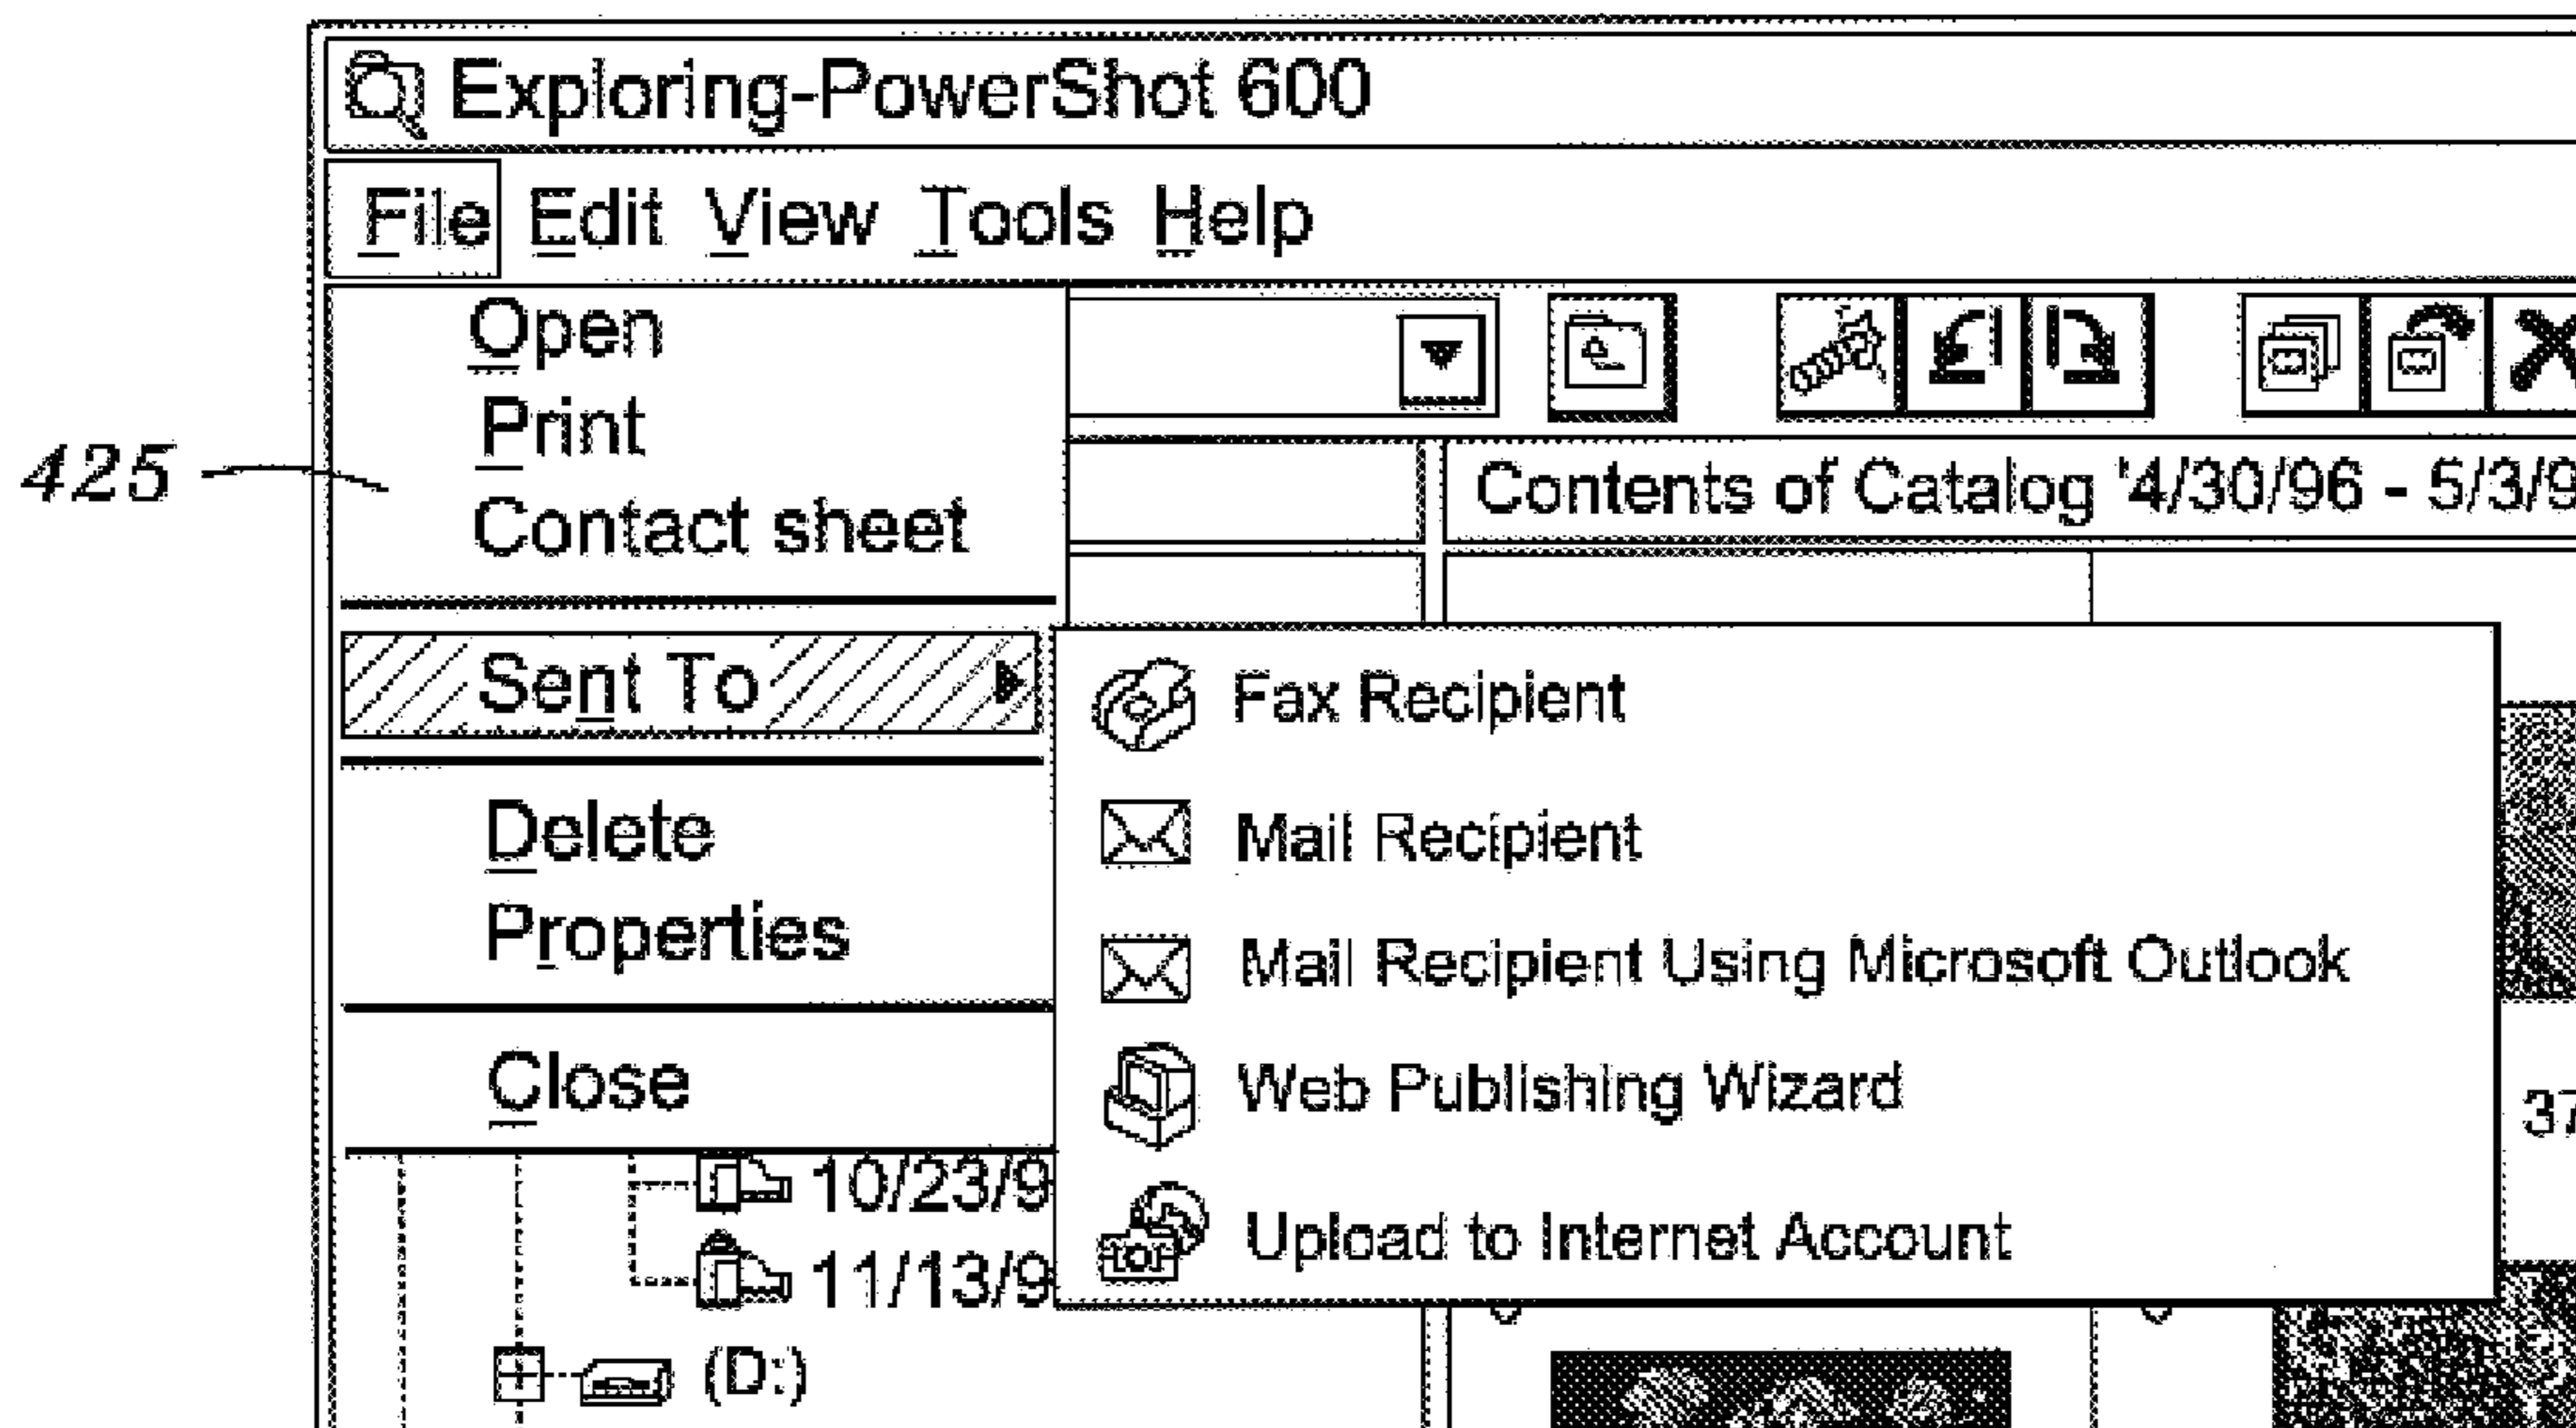 Exploring-PowerShot 600
File Edit View Tools Help
Open
Print
425
Contact sheet
Contents of Catalog '4/30/96 - 5/3/9
Sent To
Delete
Properties
Close
Fax Recipient
Mail Recipient
Mail Recipient Using Microsoft Outlook
Web Publishing Wizard
Upload to Internet Account
37
10/23/9
11/13/9
(D:)